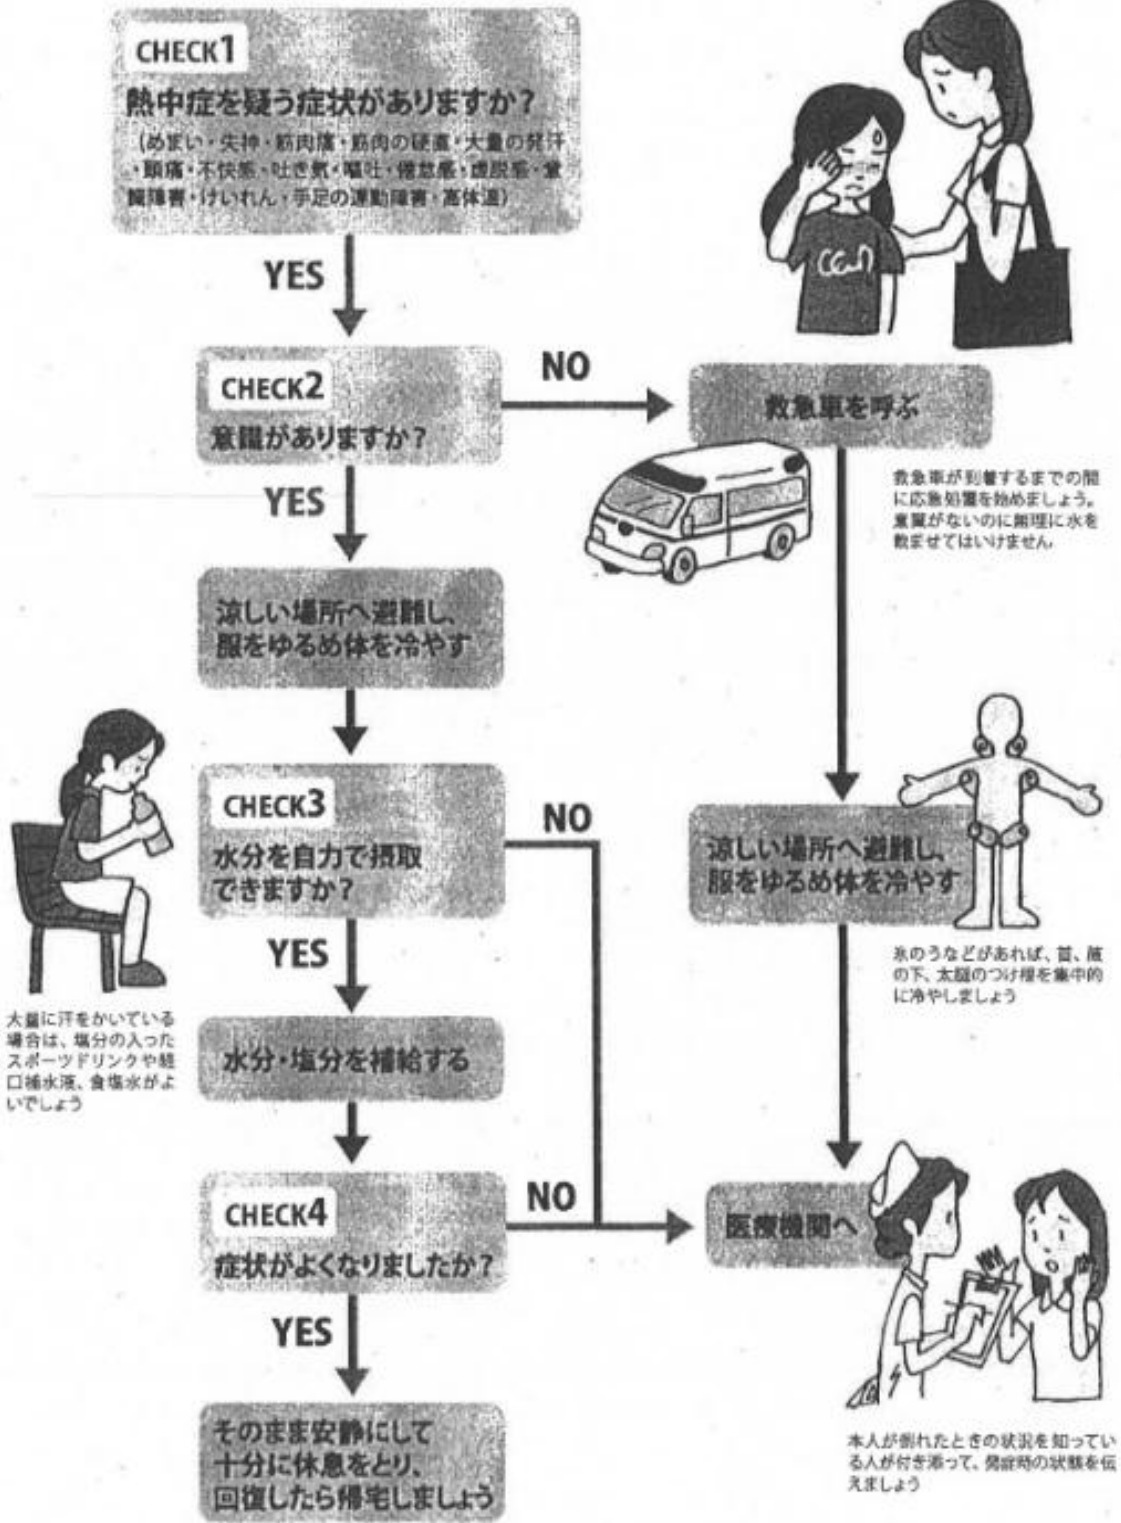 CHECK1
熱中症を疑う症状がありますか?
(めまい・失神・筋肉痛・筋肉の硬直・大量の発汗
・頭痛・不快感・吐き気・嘔吐・倦怠感・虚脱感・意
識障害・けいれん・手足の運動障害・高体温)
YES
CHECK2
意識がありますか?
NO
救急車を呼ぶ
救急車が到着するまでの間
に応急処置を始めましょう。
意識がないのに無理に水を
飲ませてはいけません
YES
涼しい場所へ避難し、
服をゆるめ体を冷やす
CHECK3
水分を自力で摂取
できますか?
NO
涼しい場所へ避難し、
服をゆるめ体を冷やす
氷のうなどがあれば、首、腋
の下、太腿のつけ根を集中的
に冷やしましょう
YES
大量に汗をかいている
場合は、塩分の入った
スポーツドリンクや経
口補水液、食塩水がよ
いでしょう
水分・塩分を補給する
CHECK4
症状がよくなりましたか?
NO
医療機関へ
YES
そのまま安静にして
十分に休息をとり、
回復したら帰宅しましょう
本人が倒れたときの状況を知ってい
る人が付き添って、発症時の状態を伝
えましょう